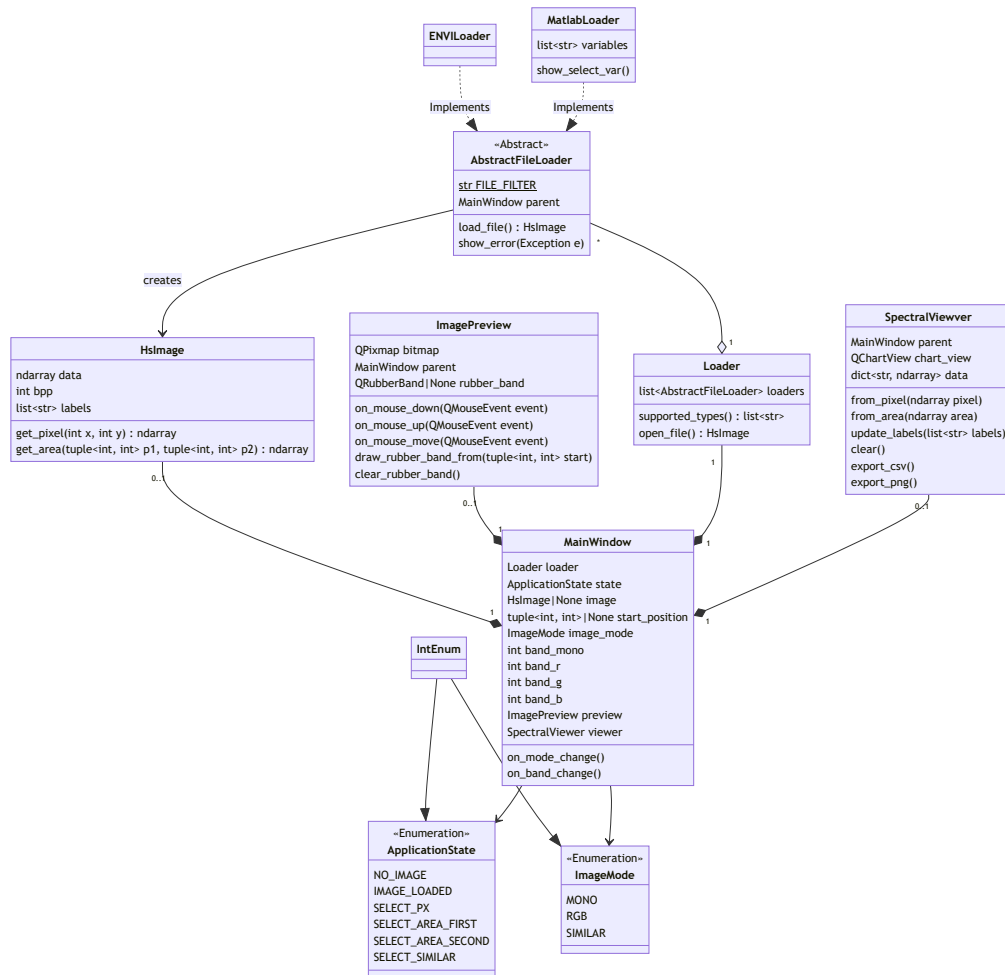 MatlabLoader
list<str> variables
show_select_var()
ENVILoader
Implements
Implements
«Abstract»
AbstractFileLoader
str FILE_FILTER
MainWindow parent
load_file() : HsImage
show_error(Exception e)
*
creates
1
HsImage
ndarray data
int bpp
list<str> labels
get_pixel(int x, int y) : ndarray
get_area(tuple<int, int> p1, tuple<int, int> p2) : ndarray
0..1
ImagePreview
QPixmap bitmap
MainWindow parent
QRubberBand|None rubber_band
on_mouse_down(QMouseEvent event)
on_mouse_up(QMouseEvent event)
on_mouse_move(QMouseEvent event)
draw_rubber_band_from(tuple<int, int> start)
clear_rubber_band()
0..1
Loader
list<AbstractFileLoader> loaders
supported_types() : list<str>
open_file() : HsImage
1
SpectralViewver
MainWindow parent
QChartView chart_view
dict<str, ndarray> data
from_pixel(ndarray pixel)
from_area(ndarray area)
update_labels(list<str> labels)
clear()
export_csv()
export_png()
0..1
1
1
1
1
MainWindow
Loader loader
ApplicationState state
HsImage|None image
tuple<int, int>|None start_position
ImageMode image_mode
int band_mono
int band_r
int band_g
int band_b
ImagePreview preview
SpectralViewer viewer
on_mode_change()
on_band_change()
IntEnum
«Enumeration»
ApplicationState
NO_IMAGE
IMAGE_LOADED
SELECT_PX
SELECT_AREA_FIRST
SELECT_AREA_SECOND
SELECT_SIMILAR
«Enumeration»
ImageMode
MONO
RGB
SIMILAR